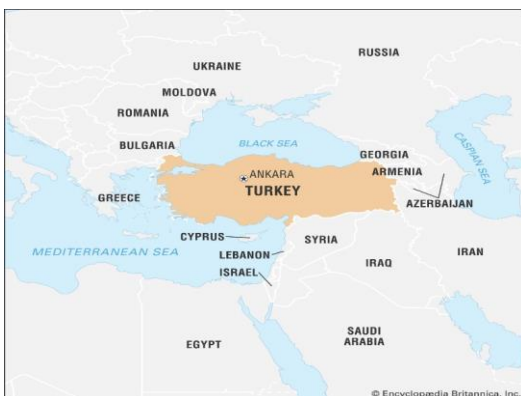 RUSSIA
UKRAINE
MOLDOVA
ROMANIA
BLACK SEA
CASPIAN SEA
BULGARIA
GEORGIA
ARMENIA
ANKARA
TURKEY
GREECE
AZERBAIJAN
CYPRUS
SYRIA
MEDITERRANEAN SEA
LEBANON
IRAQ
IRAN
ISRAEL
EGYPT
SAUDI
ARABIA
© Encyclopædia Britannica, Inc.